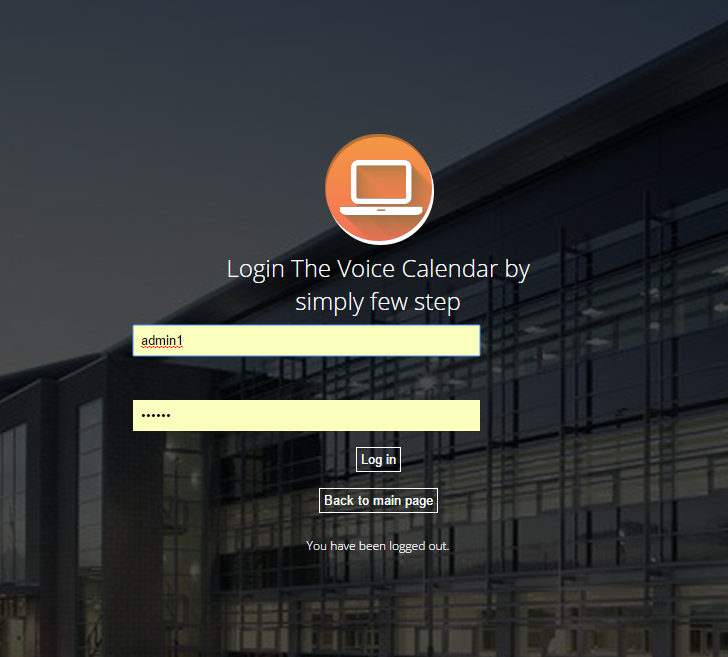 Login The Voice Calendar by
simply few step
admin1
••••••
Log in
Back to main page
You have been logged out.